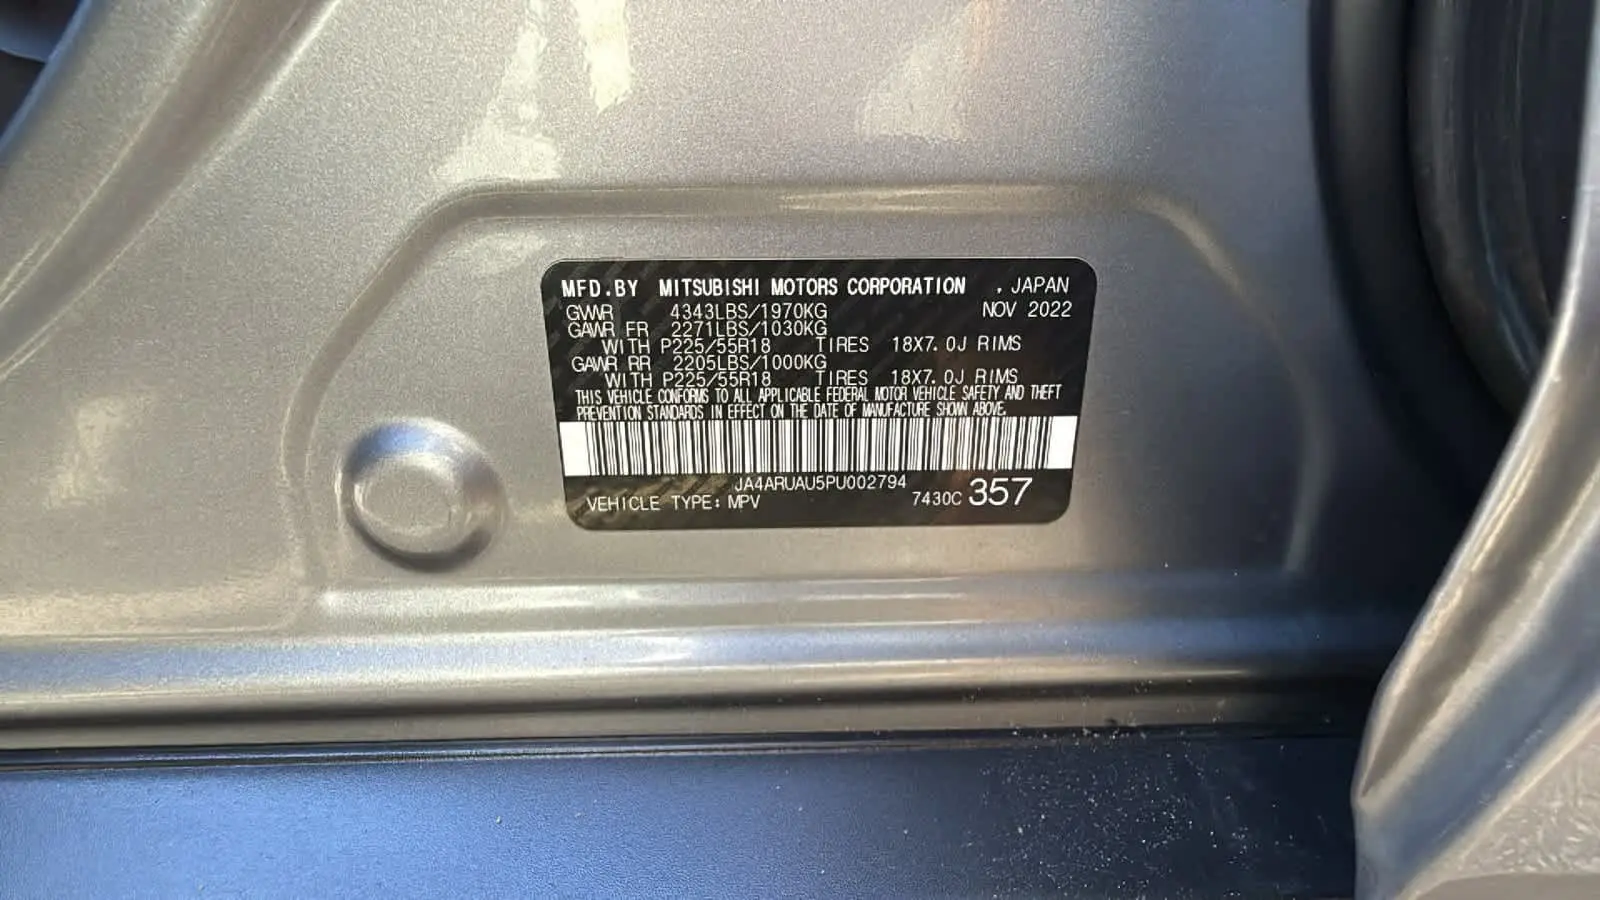 MFD.BY MITSUBISHI MOTORS CORPORATION , JAPAN
GVWR 4343LBS/1970KG NOV 2022
GAWR FR 2271LBS/1030KG
WITH P225/55R18 TIRES 18X7.0J RIMS
GAWR RR 2205LBS/1000KG
WITH P225/55R18 TIRES 18X7.0J RIMS
THIS VEHICLE CONFORMS TO ALL APPLICABLE FEDERAL MOTOR VEHICLE SAFETY AND THEFT
PREVENTION STANDARDS IN EFFECT ON THE DATE OF MANUFACTURE SHOWN ABOVE.
JA4ARUAU5PU002794
VEHICLE TYPE: MPV 7430C 357